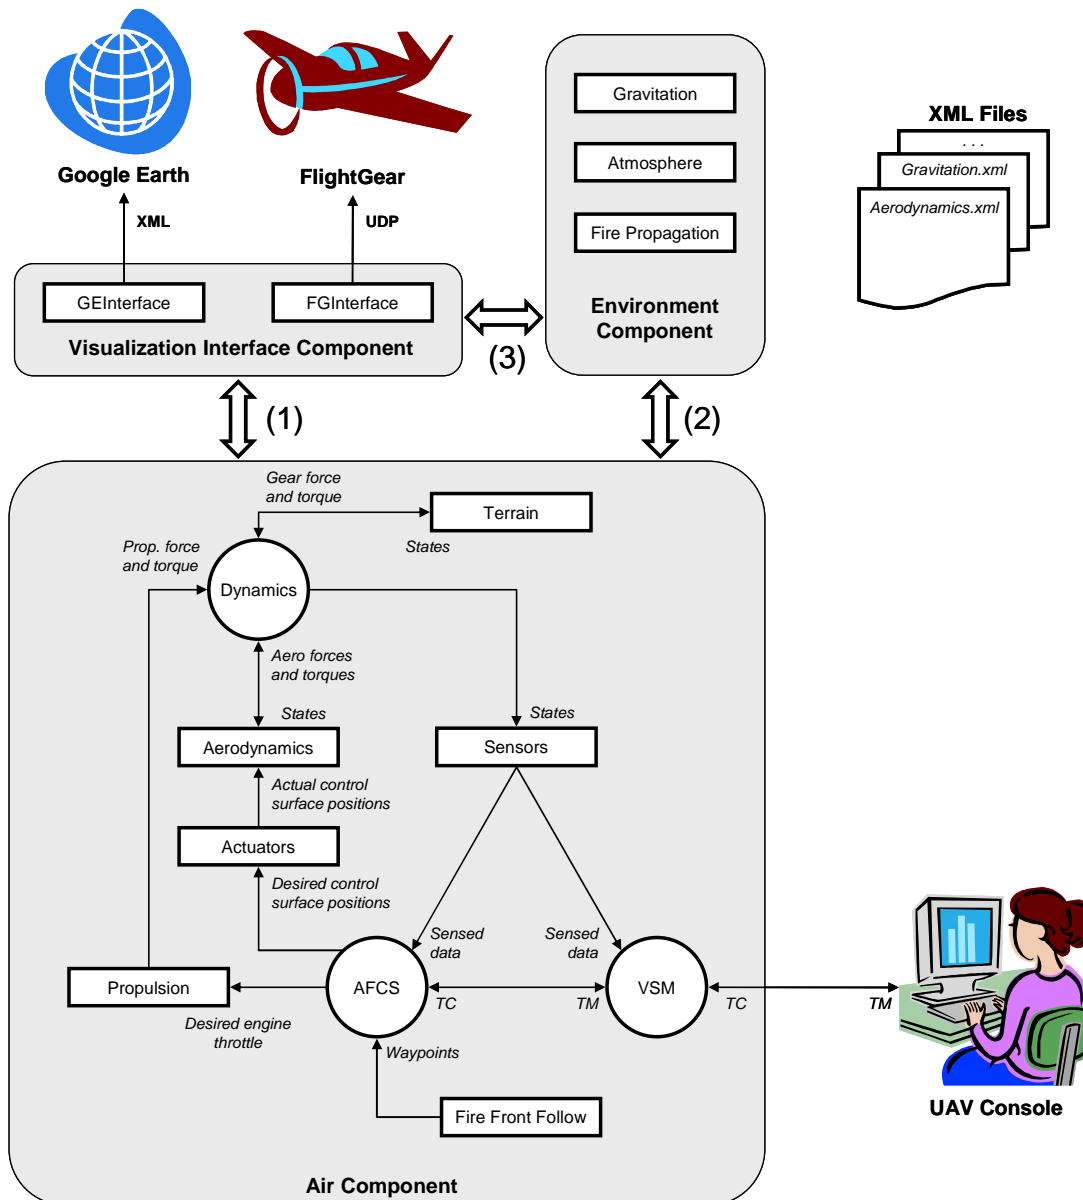 Google Earth
FlightGear
XML
UDP
GEInterface
FGInterface
Visualization Interface Component
Gravitation
Atmosphere
Fire Propagation
Environment
Component
XML Files
. . .
Gravitation.xml
Aerodynamics.xml
(3)
(1)
(2)
Gear force
and torque
Terrain
States
Prop. force
and torque
Dynamics
Aero forces
and torques
States
Aerodynamics
States
Sensors
Actual control
surface positions
Actuators
Desired control
surface positions
Sensed
data
Sensed
data
Propulsion
AFCS
TC
TM
VSM
TC
TM
Desired engine
throttle
Waypoints
Fire Front Follow
UAV Console
Air Component